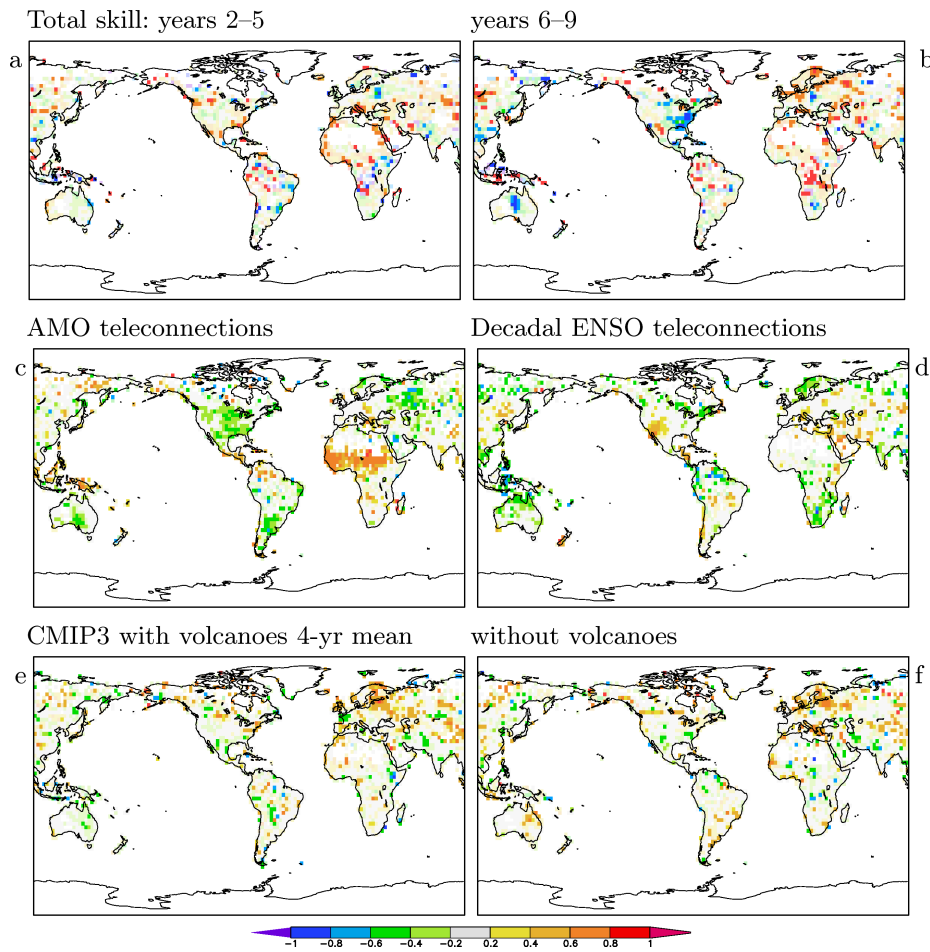 Total skill: years 2–5
years 6–9
a
b
AMO teleconnections
Decadal ENSO teleconnections
c
d
CMIP3 with volcanoes 4-yr mean
without volcanoes
e
f
−1 −0.8 −0.6 −0.4 −0.2 0.2 0.4 0.6 0.8 1